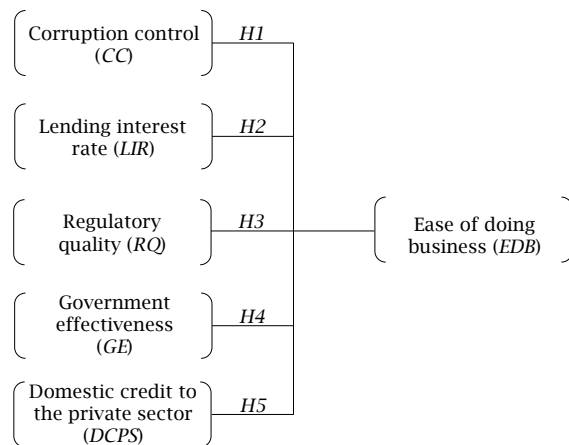 Corruption control
(CC)
H1
Lending interest
rate (LIR)
H2
Regulatory
quality (RQ)
H3
Government
effectiveness
(GE)
H4
Domestic credit to
the private sector
(DCPS)
H5
Ease of doing
business (EDB)